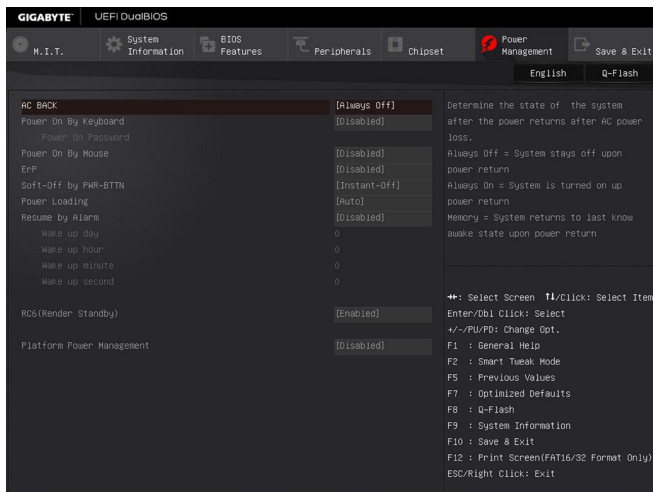 GIGABYTE™ UEFI DualBIOS
M.I.T.
System Information
BIOS Features
Peripherals
Chipset
Power Management
Save & Exit
English Q-Flash
AC BACK [Always Off]
Power On By Keyboard [Disabled]
Power On Password
Power On By Mouse [Disabled]
ErP [Disabled]
Soft-Off by PWR-BTTN [Instant-Off]
Power Loading [Auto]
Resume by Alarm [Disabled]
Wake up day 0
Wake up hour 0
Wake up minute 0
Wake up second 0
RC6(Render Standby) [Enabled]
Platform Power Management [Disabled]
Determine the state of the system
after the power returns after AC power
loss.
Always Off = System stays off upon
power return
Always On = System is turned on up
power return
Memory = System returns to last know
awake state upon power return
→←: Select Screen ↑↓/Click: Select Item
Enter/Dbl Click: Select
+/-/PU/PD: Change Opt.
F1 : General Help
F2 : Smart Tweak Mode
F5 : Previous Values
F7 : Optimized Defaults
F8 : Q-Flash
F9 : System Information
F10 : Save & Exit
F12 : Print Screen(FAT16/32 Format Only)
ESC/Right Click: Exit